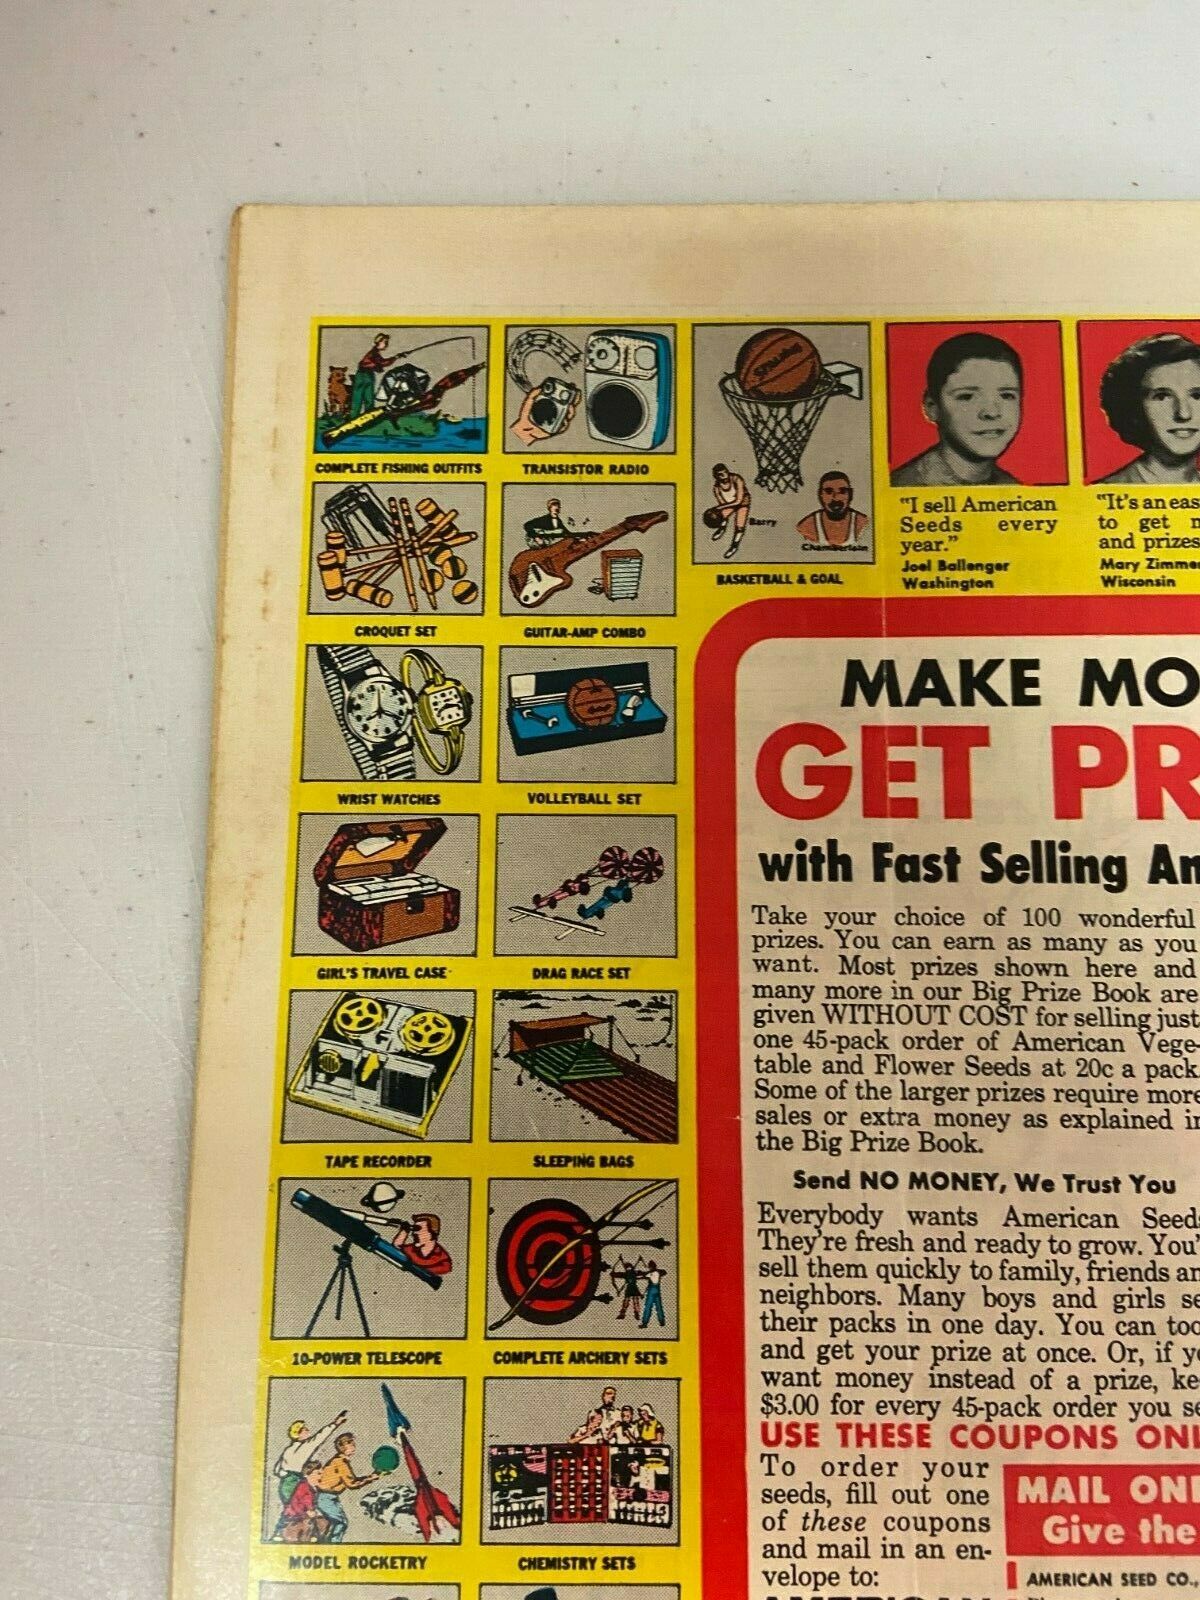 COMPLETE FISHING OUTFITS
TRANSISTOR RADIO
SPALDING
Barry
Chamberlain
BASKETBALL & GOAL
"I sell American
Seeds every
year."
Joel Ballenger
Washington
"It's an eas
to get
and prizes
Mary Zimme
Wisconsin
CROQUET SET
GUITAR-AMP COMBO
WRIST WATCHES
VOLLEYBALL SET
GIRL'S TRAVEL CASE
DRAG RACE SET
TAPE RECORDER
SLEEPING BAGS
10-POWER TELESCOPE
COMPLETE ARCHERY SETS
MODEL ROCKETRY
CHEMISTRY SETS
MAKE MO
GET PR
with Fast Selling Am
Take your choice of 100 wonderful
prizes. You can earn as many as you
want. Most prizes shown here and
many more in our Big Prize Book are
given WITHOUT COST for selling just
one 45-pack order of American Vege-
table and Flower Seeds at 20c a pack.
Some of the larger prizes require more
sales or extra money as explained in
the Big Prize Book.
Send NO MONEY, We Trust You
Everybody wants American Seeds
They're fresh and ready to grow. You'
sell them quickly to family, friends an
neighbors. Many boys and girls se
their packs in one day. You can too
and get your prize at once. Or, if yo
want money instead of a prize, ke
$3.00 for every 45-pack order you se
USE THESE COUPONS ONL
To order your
seeds, fill out one
of these coupons
and mail in an en-
velope to:
MAIL ON
Give the
AMERICAN SEED CO.,